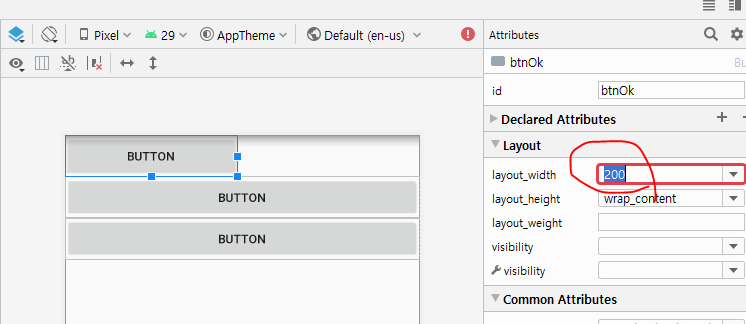 Pixel 29 AppTheme Default (en-us)
Attributes
btnOk Bu
id btnOk
Declared Attributes
Layout
layout_width 200
layout_height wrap_content
layout_weight
visibility
visibility
Common Attributes
BUTTON
BUTTON
BUTTON